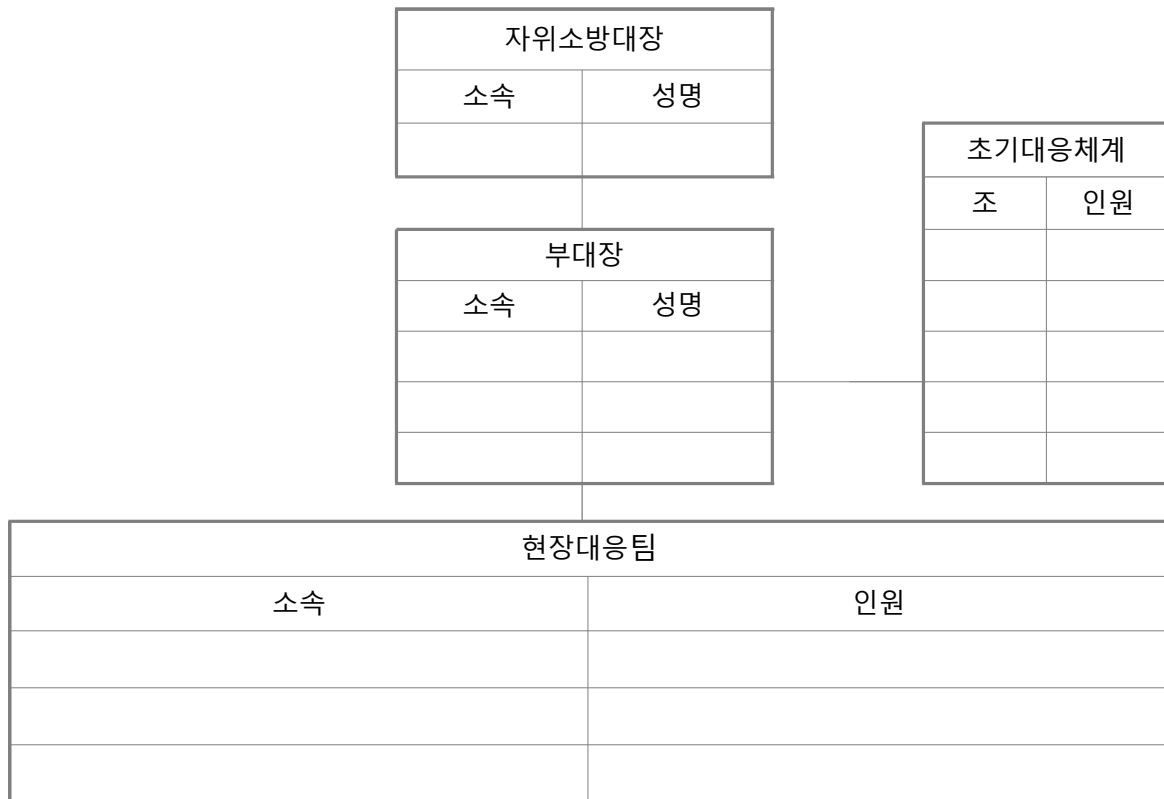 자위소방대장
소속 성명
초기대응체계
조 인원
부대장
소속 성명
현장대응팀
소속 인원